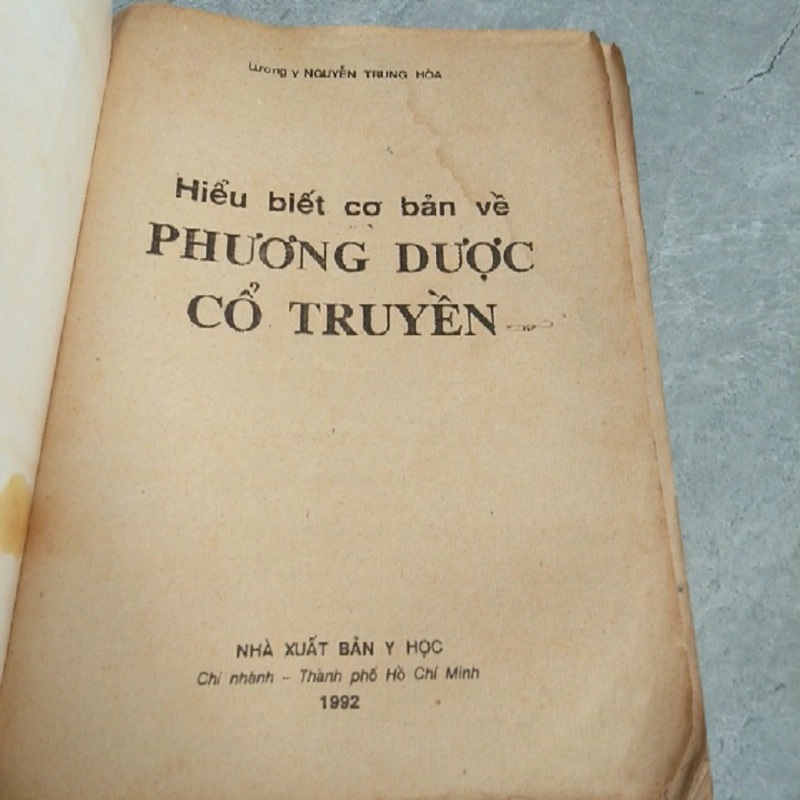 Lương y NGUYỄN TRUNG HÒA
Hiểu biết cơ bản về
PHƯƠNG DƯỢC
CỔ TRUYỀN
NHÀ XUẤT BẢN Y HỌC
Chi nhánh - Thành phố Hồ Chí Minh
1992